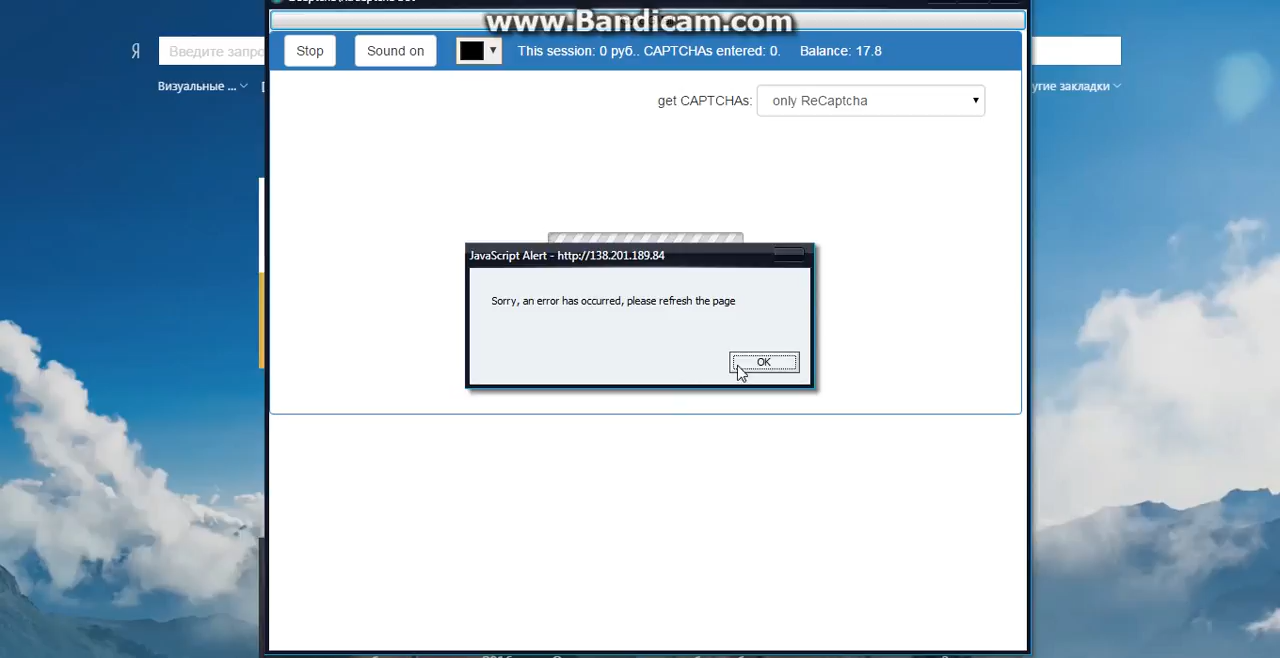 www.Bandicam.com
Я
Введите запро
Stop
Sound on
This session: 0 руб.. CAPTCHAs entered: 0.
Balance: 17.8
Визуальные ...
закладки
get CAPTCHAs:
only ReCaptcha
JavaScript Alert - http://138.201.189.84
Sorry, an error has occurred, please refresh the page
OK